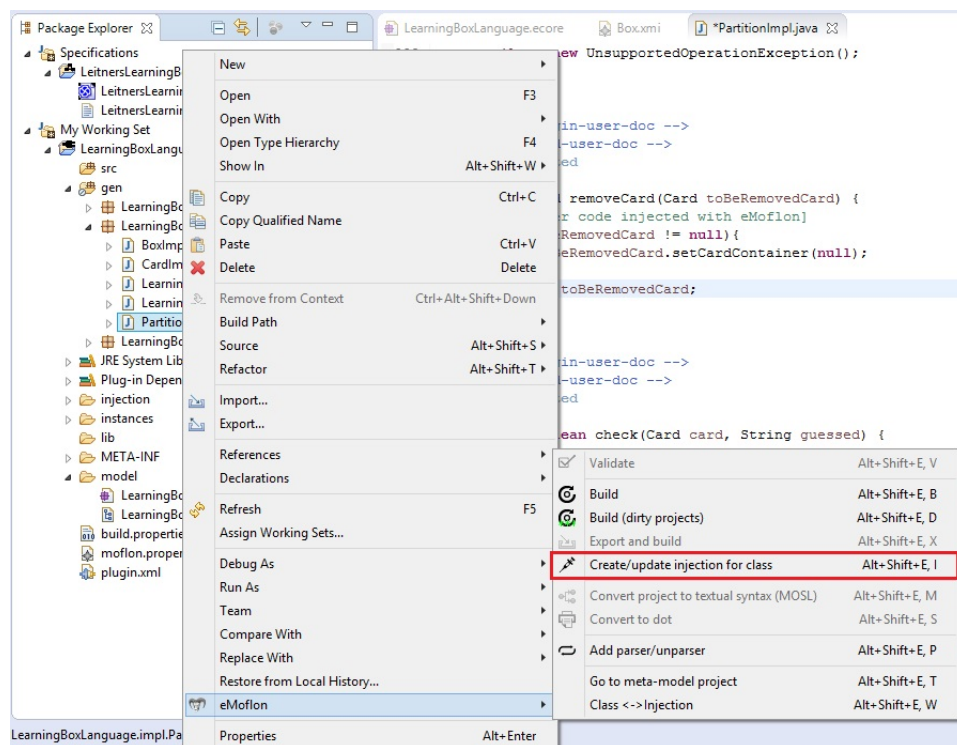 Package Explorer
Specifications
LeitnersLearningB
LeitnersLearnin
LeitnersLearnin
My Working Set
LearningBoxLangu
src
gen
LearningBo
LearningBo
BoxImp
CardIm
Learnin
Learnin
Partitio
LearningBo
JRE System Lib
Plug-in Depen
injection
instances
lib
META-INF
model
LearningBo
LearningBo
build.propertie
moflon.proper
plugin.xml
LearningBoxLanguage.impl.Pa
New
Open F3
Open With
Open Type Hierarchy F4
Show In Alt+Shift+W
Copy Ctrl+C
Copy Qualified Name
Paste Ctrl+V
Delete Delete
Remove from Context Ctrl+Alt+Shift+Down
Build Path
Source Alt+Shift+S
Refactor Alt+Shift+T
Import...
Export...
References
Declarations
Refresh F5
Assign Working Sets...
Debug As
Run As
Team
Compare With
Replace With
Restore from Local History...
eMoflon
Properties Alt+Enter
LearningBoxLanguage.ecore Box.xmi *PartitionImpl.java
new UnsupportedOperationException();
in-user-doc -->
-user-doc -->
ed
removeCard(Card toBeRemovedCard) {
r code injected with eMoflon]
RemovedCard != null){
BeRemovedCard.setCardContainer(null);
toBeRemovedCard;
in-user-doc -->
-user-doc -->
ed
ean check(Card card, String guessed) {
Validate Alt+Shift+E, V
Build Alt+Shift+E, B
Build (dirty projects) Alt+Shift+E, D
Export and build Alt+Shift+E, X
Create/update injection for class Alt+Shift+E, I
Convert project to textual syntax (MOSL) Alt+Shift+E, M
Convert to dot Alt+Shift+E, S
Add parser/unparser Alt+Shift+E, P
Go to meta-model project Alt+Shift+E, T
Class <->Injection Alt+Shift+E, W